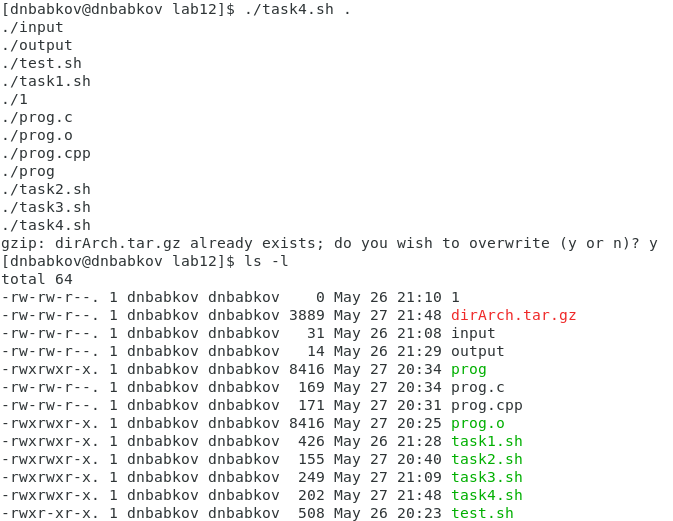 [dnbabkov@dnbabkov lab12]$ ./task4.sh .
./input
./output
./test.sh
./task1.sh
./1
./prog.c
./prog.o
./prog.cpp
./prog
./task2.sh
./task3.sh
./task4.sh
gzip: dirArch.tar.gz already exists; do you wish to overwrite (y or n)? y
[dnbabkov@dnbabkov lab12]$ ls -l
total 64
-rw-rw-r--. 1 dnbabkov dnbabkov    0 May 26 21:10 1
-rw-rw-r--. 1 dnbabkov dnbabkov 3889 May 27 21:48 dirArch.tar.gz
-rw-rw-r--. 1 dnbabkov dnbabkov   31 May 26 21:08 input
-rw-rw-r--. 1 dnbabkov dnbabkov   14 May 26 21:29 output
-rwxrwxr-x. 1 dnbabkov dnbabkov 8416 May 27 20:34 prog
-rw-rw-r--. 1 dnbabkov dnbabkov  169 May 27 20:34 prog.c
-rw-rw-r--. 1 dnbabkov dnbabkov  171 May 27 20:31 prog.cpp
-rwxrwxr-x. 1 dnbabkov dnbabkov 8416 May 27 20:25 prog.o
-rwxrwxr-x. 1 dnbabkov dnbabkov  426 May 26 21:28 task1.sh
-rwxrwxr-x. 1 dnbabkov dnbabkov  155 May 27 20:40 task2.sh
-rwxrwxr-x. 1 dnbabkov dnbabkov  249 May 27 21:09 task3.sh
-rwxrwxr-x. 1 dnbabkov dnbabkov  202 May 27 21:48 task4.sh
-rwxr-xr-x. 1 dnbabkov dnbabkov  508 May 26 20:23 test.sh